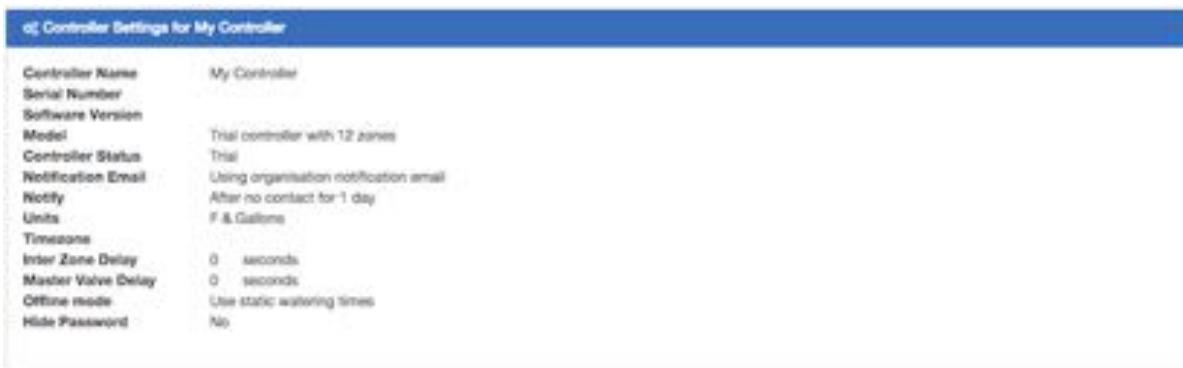 Controller Settings for My Controller
Controller Name My Controller
Serial Number
Software Version
Model Trial controller with 12 zones
Controller Status Trial
Notification Email Using organisation notification email
Notify After no contact for 1 day
Units F & Gallons
Timezone
Inter Zone Delay 0 seconds
Master Valve Delay 0 seconds
Offline mode Use static watering times
Hide Password No